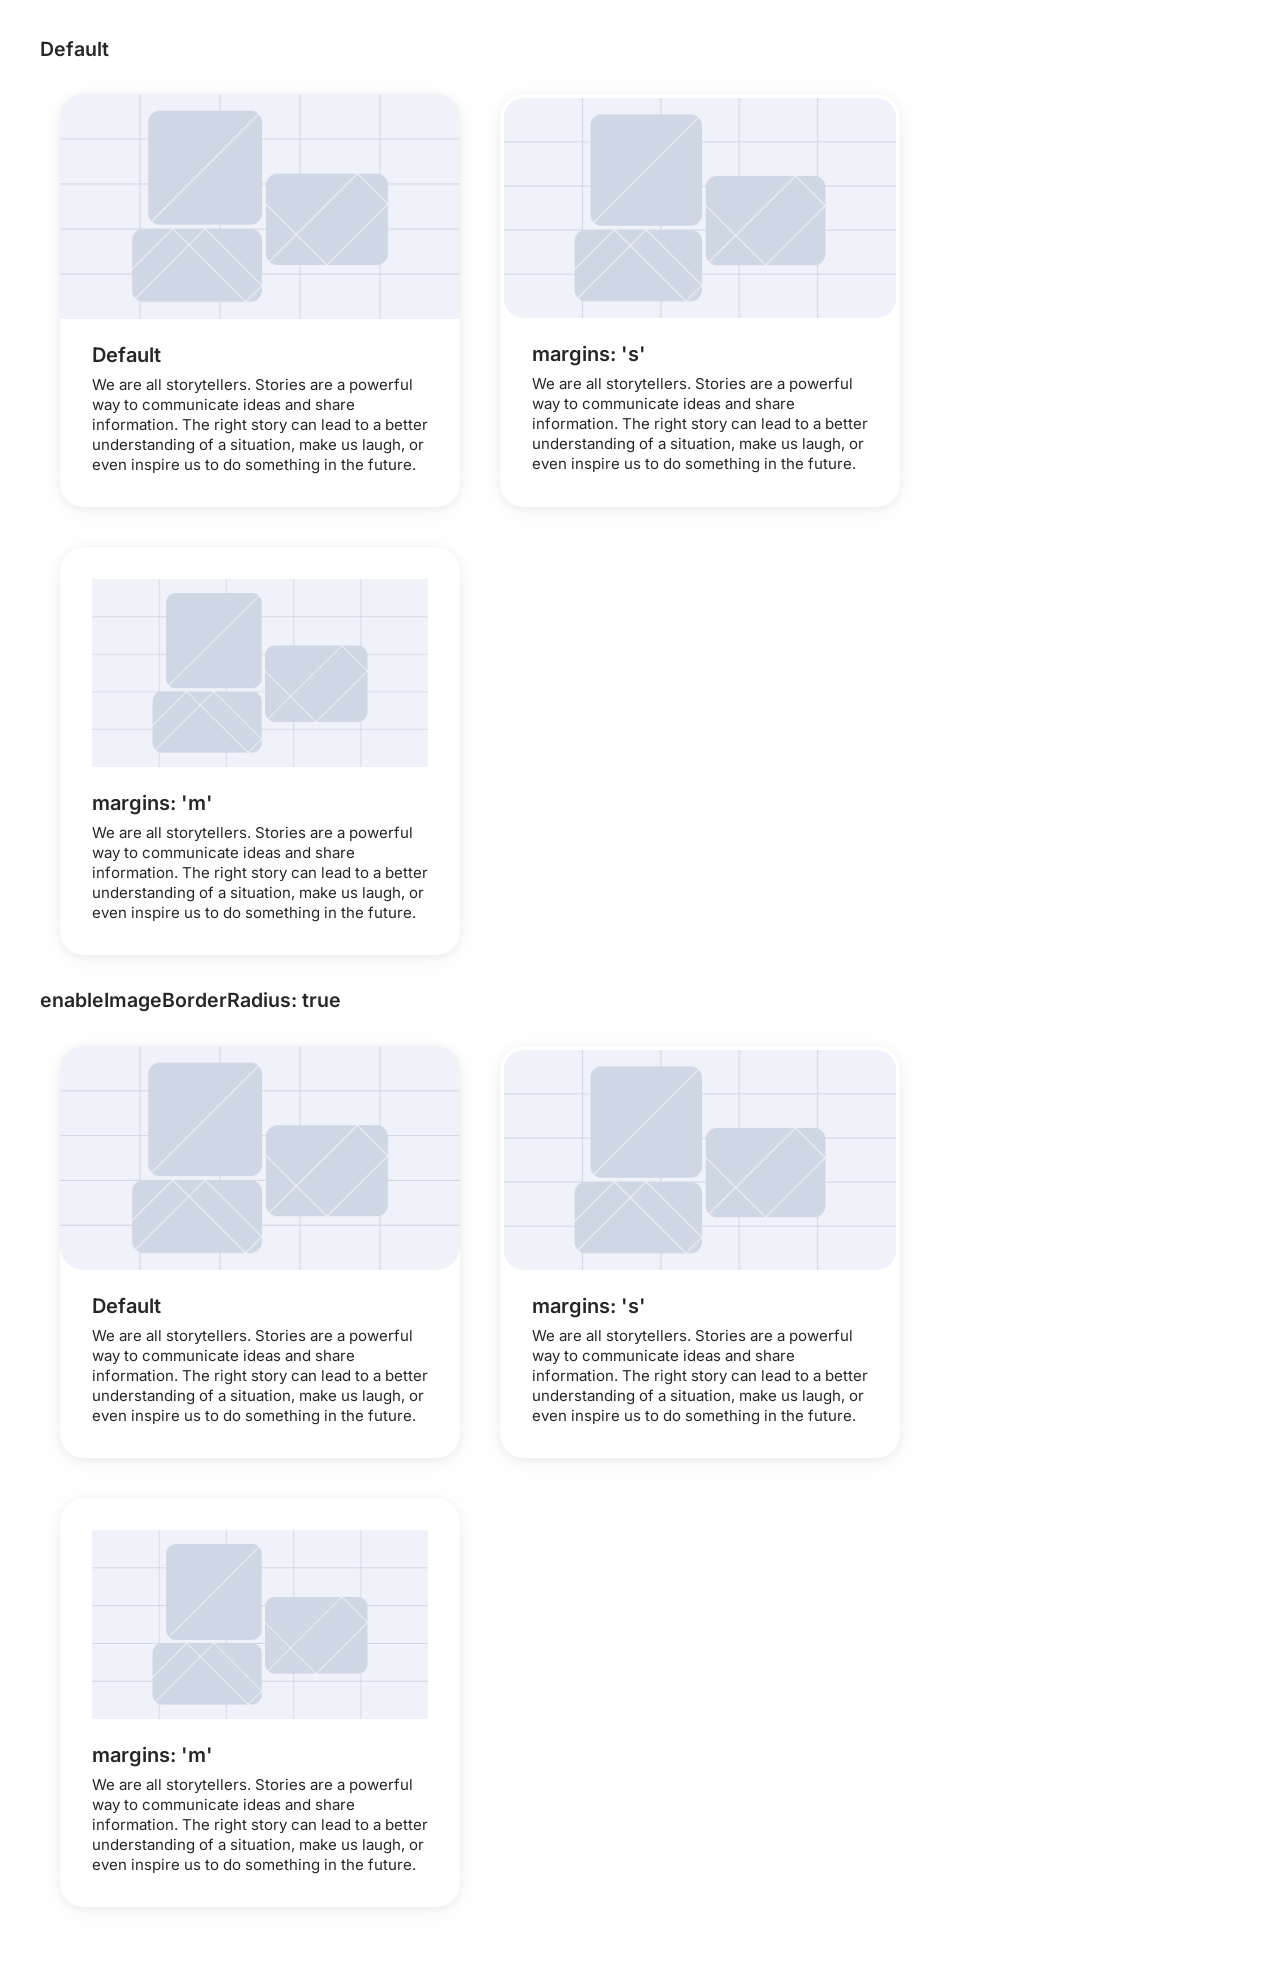 Default
Default
We are all storytellers. Stories are a powerful
way to communicate ideas and share
information. The right story can lead to a better
understanding of a situation, make us laugh, or
even inspire us to do something in the future.
margins: 's'
We are all storytellers. Stories are a powerful
way to communicate ideas and share
information. The right story can lead to a better
understanding of a situation, make us laugh, or
even inspire us to do something in the future.
margins: 'm'
We are all storytellers. Stories are a powerful
way to communicate ideas and share
information. The right story can lead to a better
understanding of a situation, make us laugh, or
even inspire us to do something in the future.
enableImageBorderRadius: true
Default
We are all storytellers. Stories are a powerful
way to communicate ideas and share
information. The right story can lead to a better
understanding of a situation, make us laugh, or
even inspire us to do something in the future.
margins: 's'
We are all storytellers. Stories are a powerful
way to communicate ideas and share
information. The right story can lead to a better
understanding of a situation, make us laugh, or
even inspire us to do something in the future.
margins: 'm'
We are all storytellers. Stories are a powerful
way to communicate ideas and share
information. The right story can lead to a better
understanding of a situation, make us laugh, or
even inspire us to do something in the future.